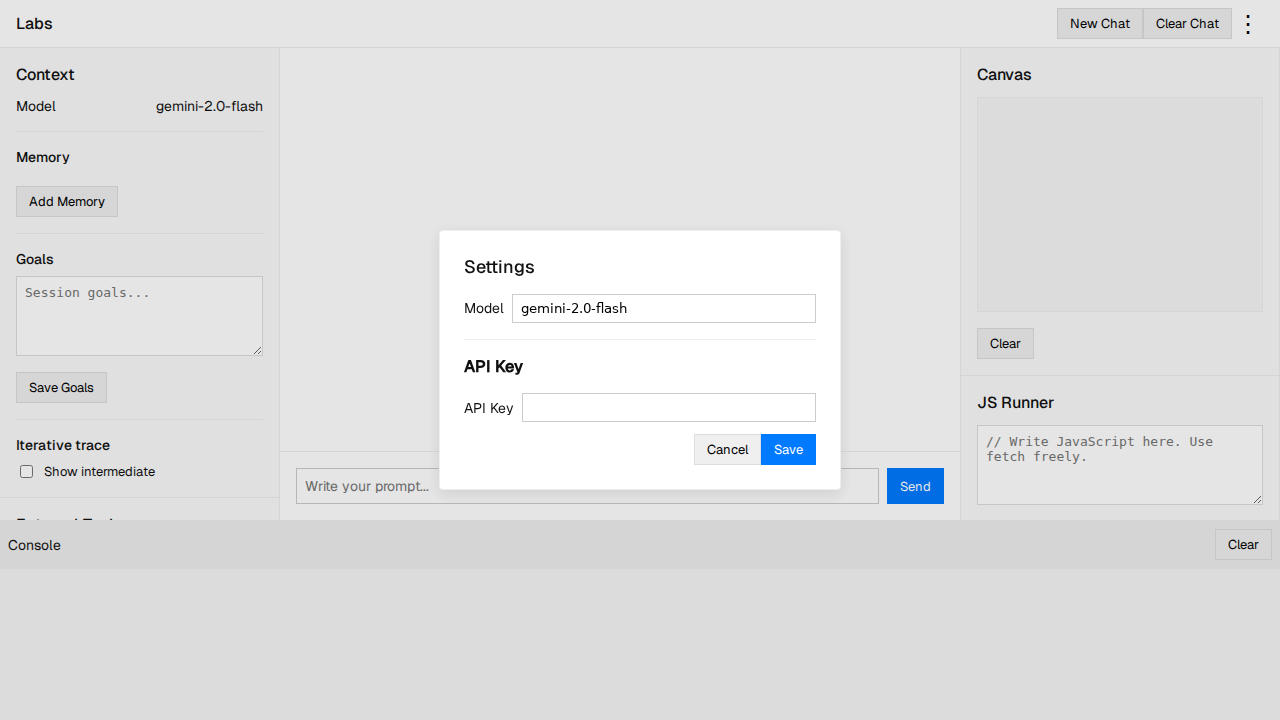 Labs
New Chat
Clear Chat
Context
Model
gemini-2.0-flash
Memory
Add Memory
Goals
Session goals...
Save Goals
Iterative trace
Show intermediate
Settings
Model
gemini-2.0-flash
API Key
API Key
Cancel
Save
Write your prompt...
Send
Canvas
Clear
JS Runner
// Write JavaScript here. Use
fetch freely.
Console
Clear